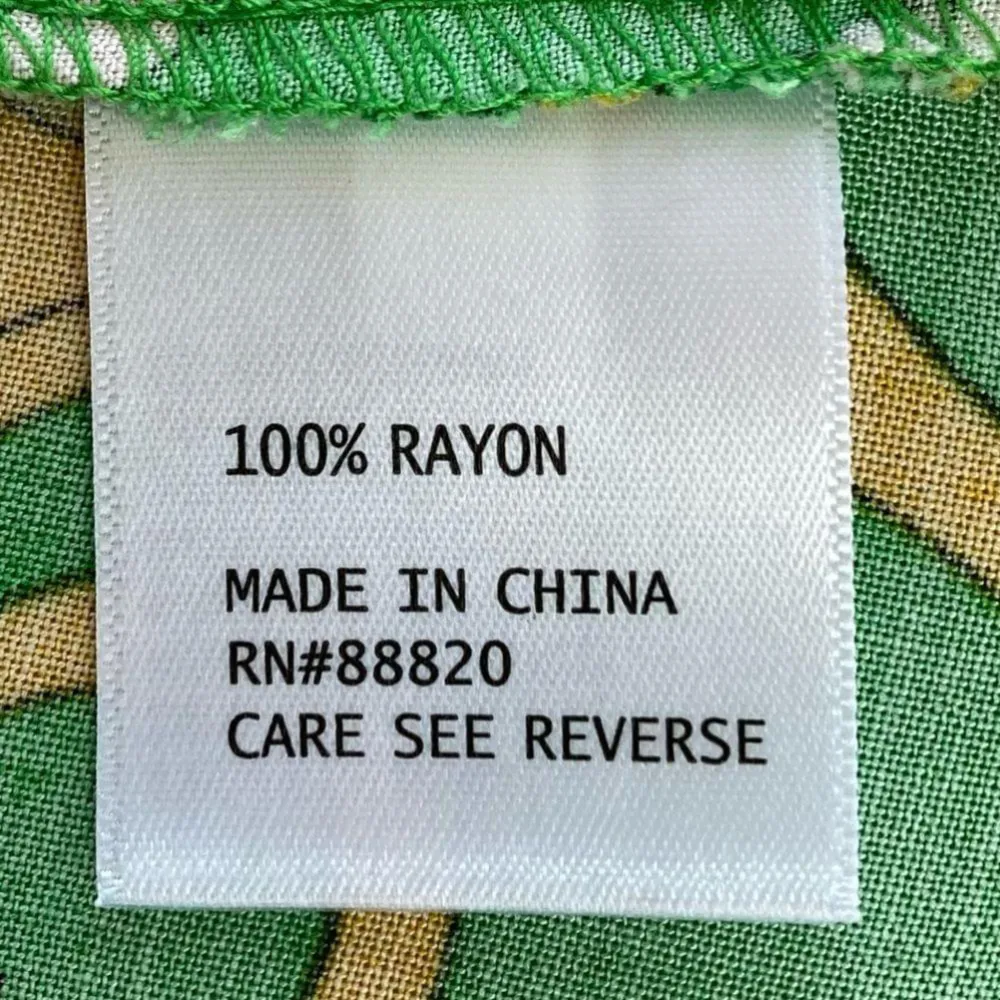 100% RAYON
MADE IN CHINA
RN#88820
CARE SEE REVERSE